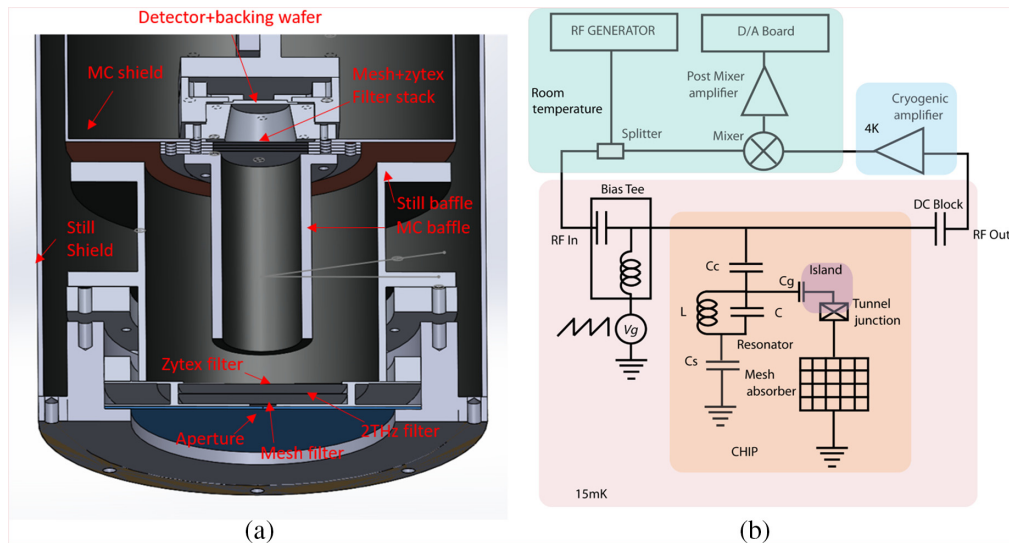 Detector+backing wafer
MC shield
Mesh+zytex
Filter stack
Still baffle
MC baffle
Still
Shield
Zytex filter
2THz filter
Aperture
Mesh filter
(a)
RF GENERATOR
D/A Board
Post Mixer
amplifier
Room
temperature
Splitter
Mixer
Cryogenic
amplifier
4K
Bias Tee
DC Block
RF In
RF Out
Cc
Island
Cg
Tunnel
junction
L
C
Resonator
Vg
Cs
Mesh
absorber
CHIP
15mK
(b)